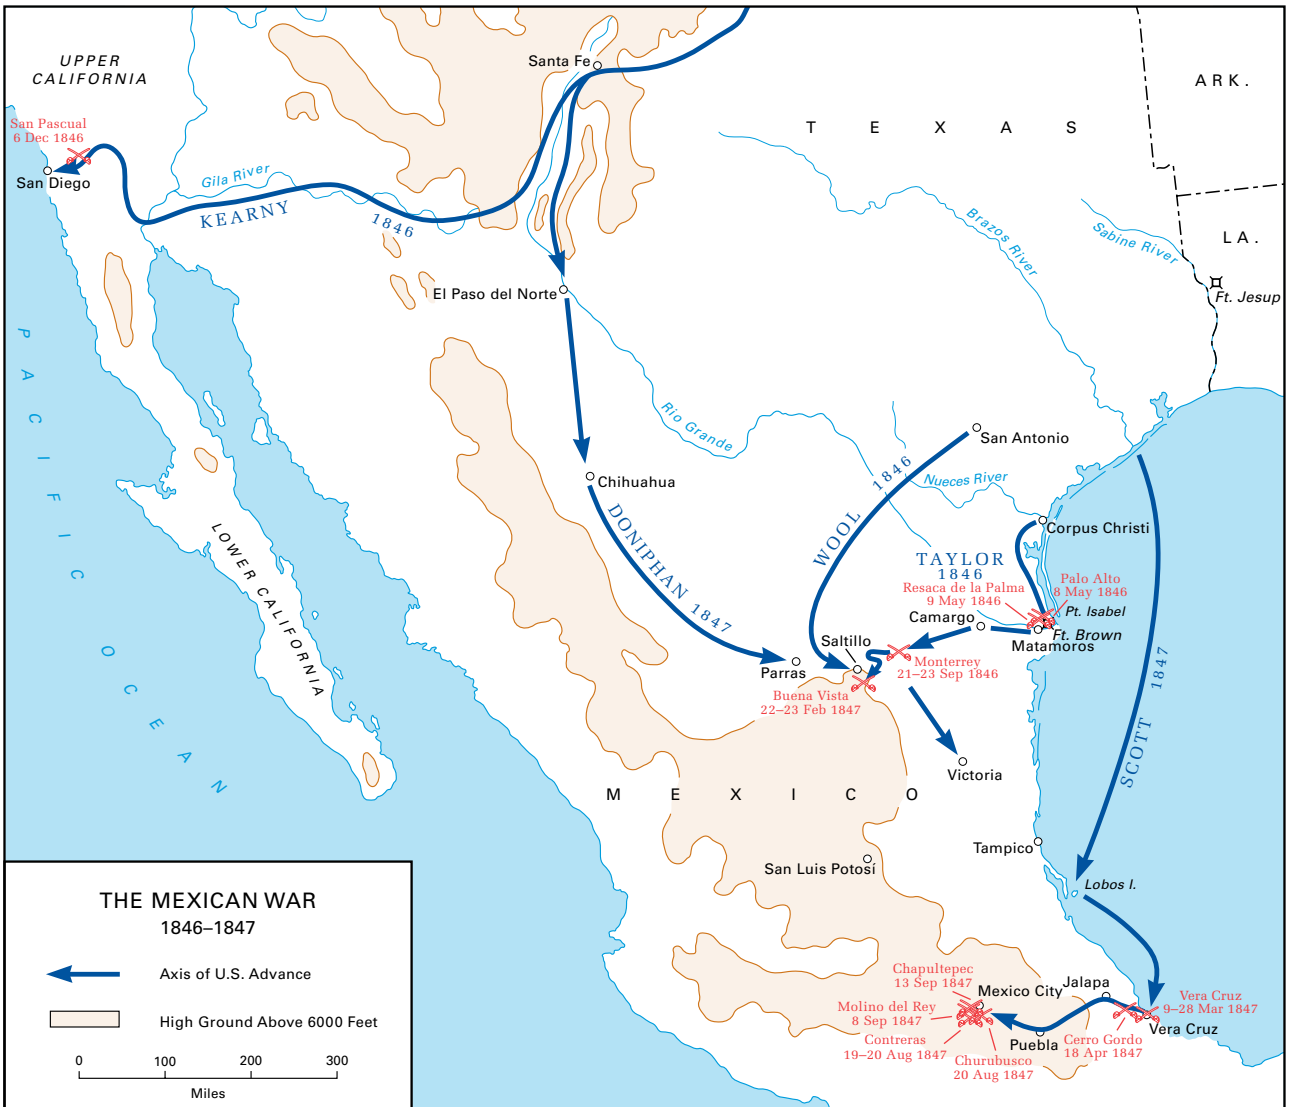 UPPER
CALIFORNIA
Santa Fe
ARK.
TEXAS
San Pascual
6 Dec 1846
San Diego
Gila River
KEARNY
1846
Brazos River
Sabine River
LA.
Ft. Jesup
El Paso del Norte
PACIFIC OCEAN
Rio Grande
San Antonio
1846
Nueces River
Chihuahua
WOOL
Corpus Christi
DONIPHAN 1847
LOWER CALIFORNIA
TAYLOR
1846
Resaca de la Palma
9 May 1846
Palo Alto
8 May 1846
Pt. Isabel
Camargo
Ft. Brown
Matamoros
Saltillo
Parras
Monterrey
21–23 Sep 1846
Buena Vista
22–23 Feb 1847
SCOTT 1847
Victoria
MEXICO
Tampico
San Luis Potosí
Lobos I.
Chapultepec
13 Sep 1847
Mexico City
Jalapa
Vera Cruz
9–28 Mar 1847
Molino del Rey
8 Sep 1847
Vera Cruz
Contreras
19–20 Aug 1847
Puebla
Cerro Gordo
18 Apr 1847
Churubusco
20 Aug 1847
THE MEXICAN WAR
1846–1847
Axis of U.S. Advance
High Ground Above 6000 Feet
0 100 200 300
Miles